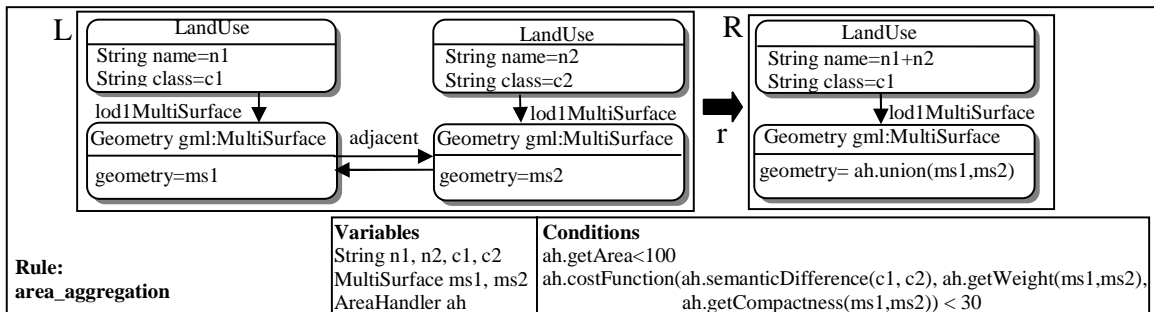 L
LandUse
String name=n1
String class=c1
lod1MultiSurface
Geometry gml:MultiSurface
geometry=ms1
adjacent
LandUse
String name=n2
String class=c2
lod1MultiSurface
Geometry gml:MultiSurface
geometry=ms2
r
R
LandUse
String name=n1+n2
String class=c1
lod1MultiSurface
Geometry gml:MultiSurface
geometry= ah.union(ms1,ms2)
Rule:
area_aggregation
Variables
String n1, n2, c1, c2
MultiSurface ms1, ms2
AreaHandler ah
Conditions
ah.getArea<100
ah.costFunction(ah.semanticDifference(c1, c2), ah.getWeight(ms1,ms2),
ah.getCompactness(ms1,ms2)) < 30